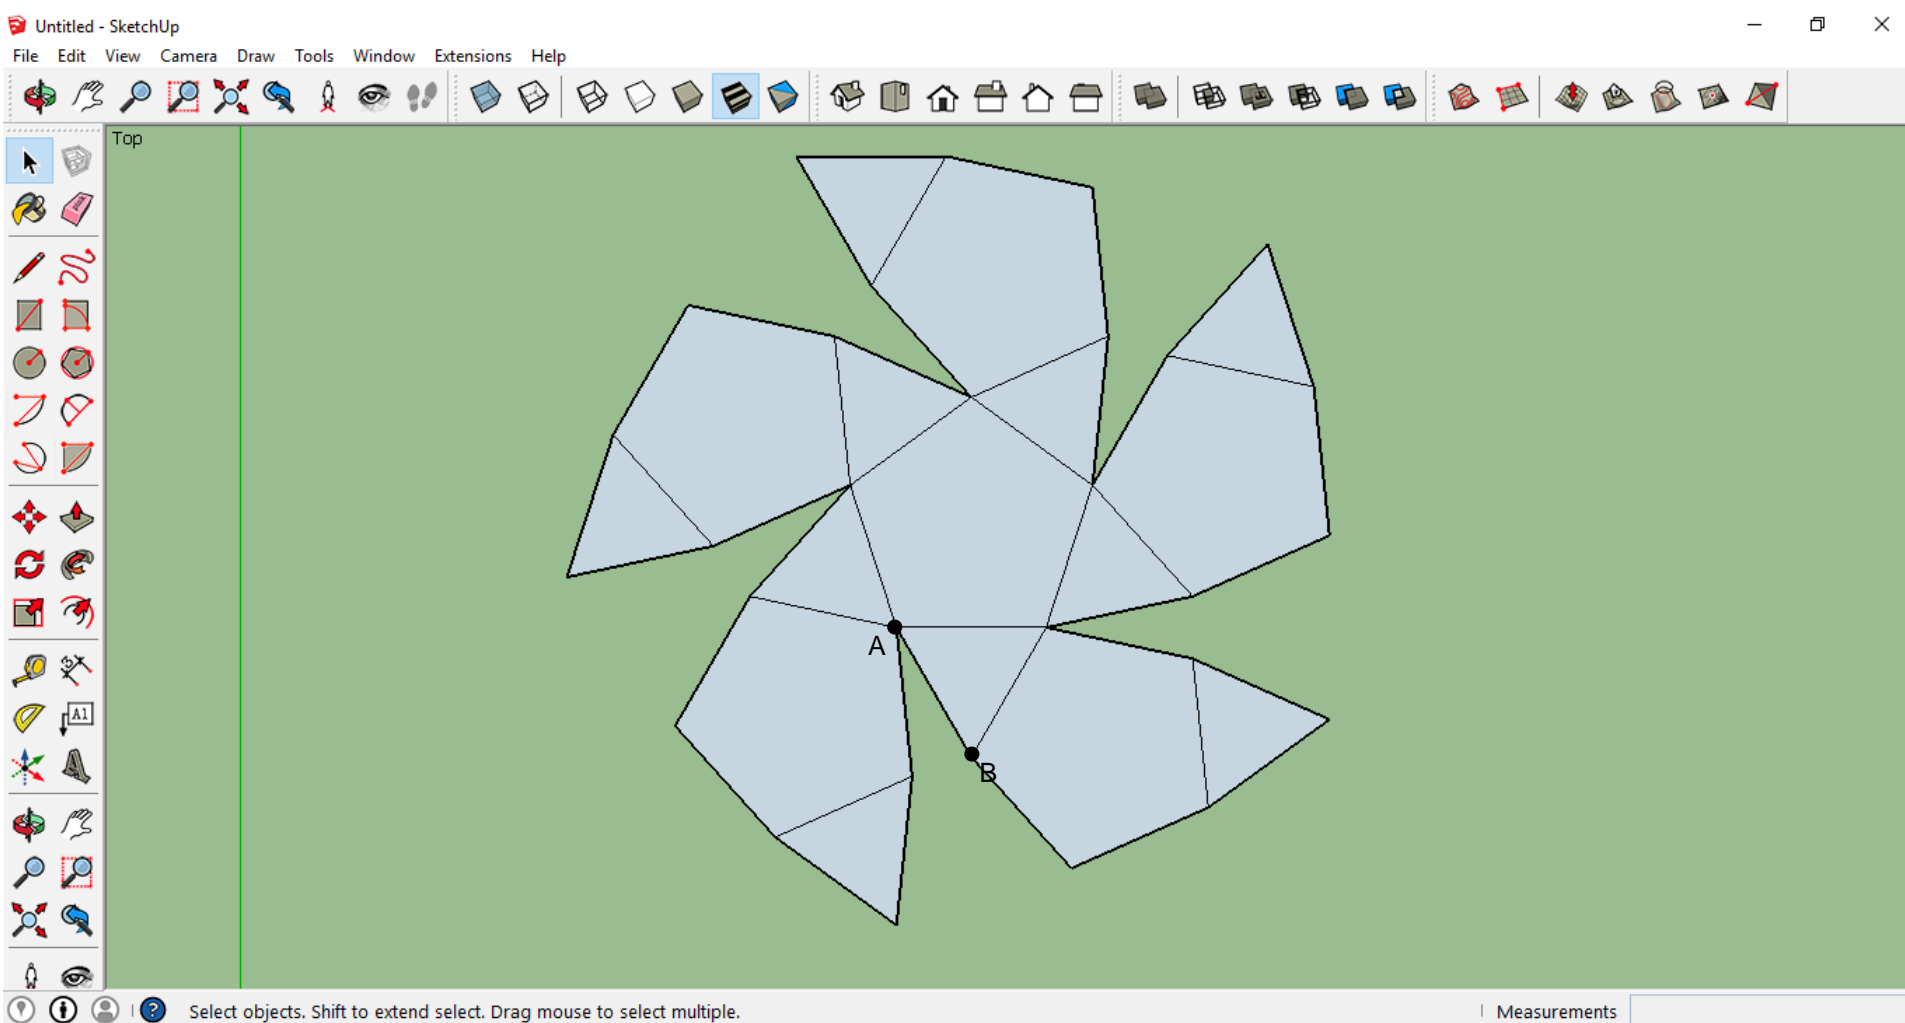 Untitled - SketchUp
File Edit View Camera Draw Tools Window Extensions Help
Top
A1
A
B
Select objects. Shift to extend select. Drag mouse to select multiple.
Measurements